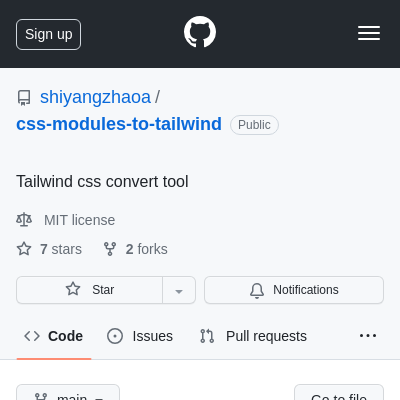 Sign up
shiyangzhaoa /
css-modules-to-tailwind Public
Tailwind css convert tool
MIT license
7 stars 2 forks
Star Notifications
Code Issues Pull requests
main Go to file